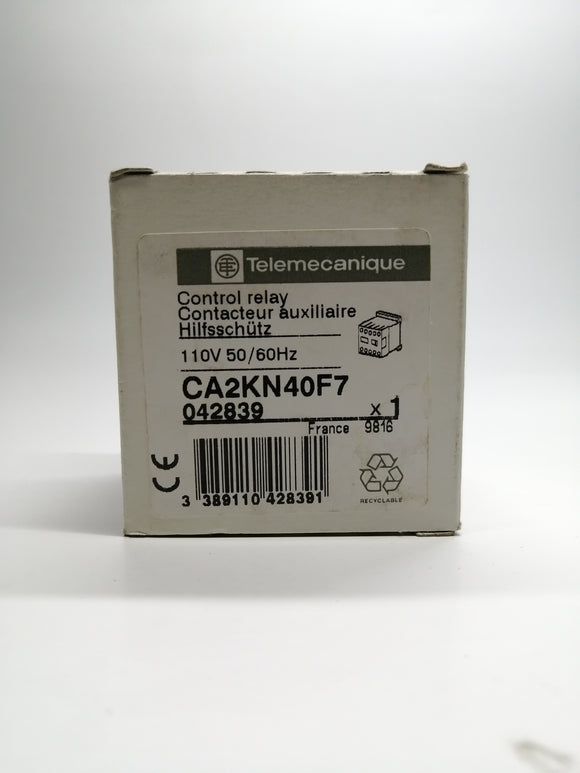 Telemecanique
Control relay
Contacteur auxiliaire
Hilfsschütz
110V 50/60Hz
CA2KN40F7
042839 x 1
France 9816
CE
3 389110 428391
RECYCLABLE